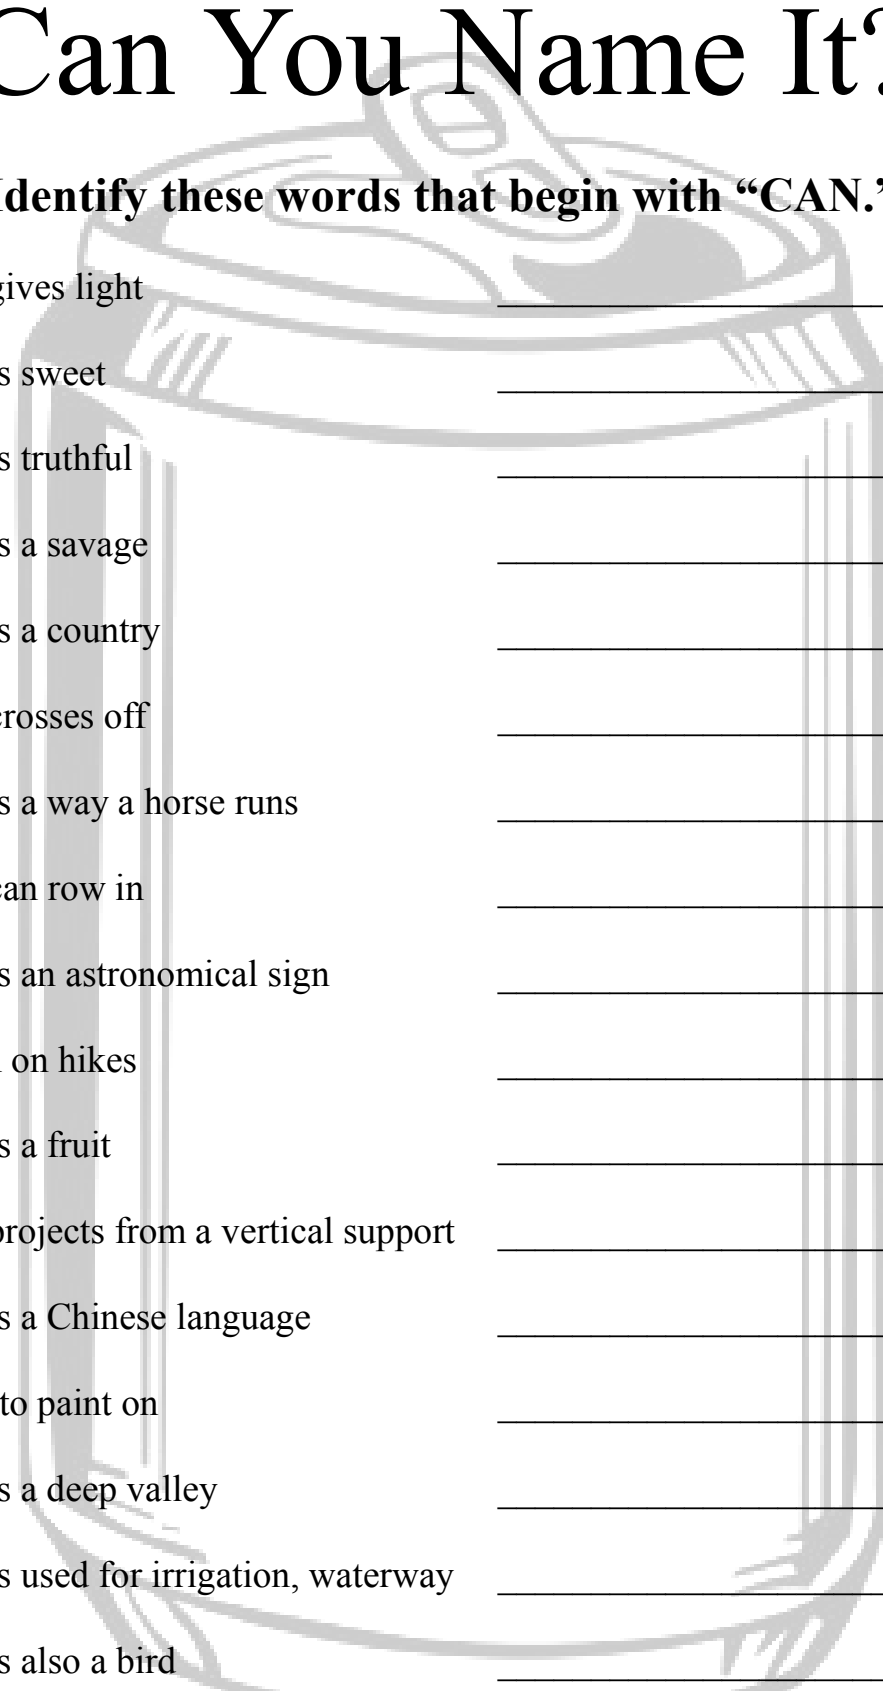 Can You Name It?
Identify these words that begin with “CAN.”
gives light
s sweet
s truthful
s a savage
s a country
crosses off
s a way a horse runs
can row in
s an astronomical sign
on hikes
s a fruit
projects from a vertical support
s a Chinese language
to paint on
s a deep valley
s used for irrigation, waterway
s also a bird